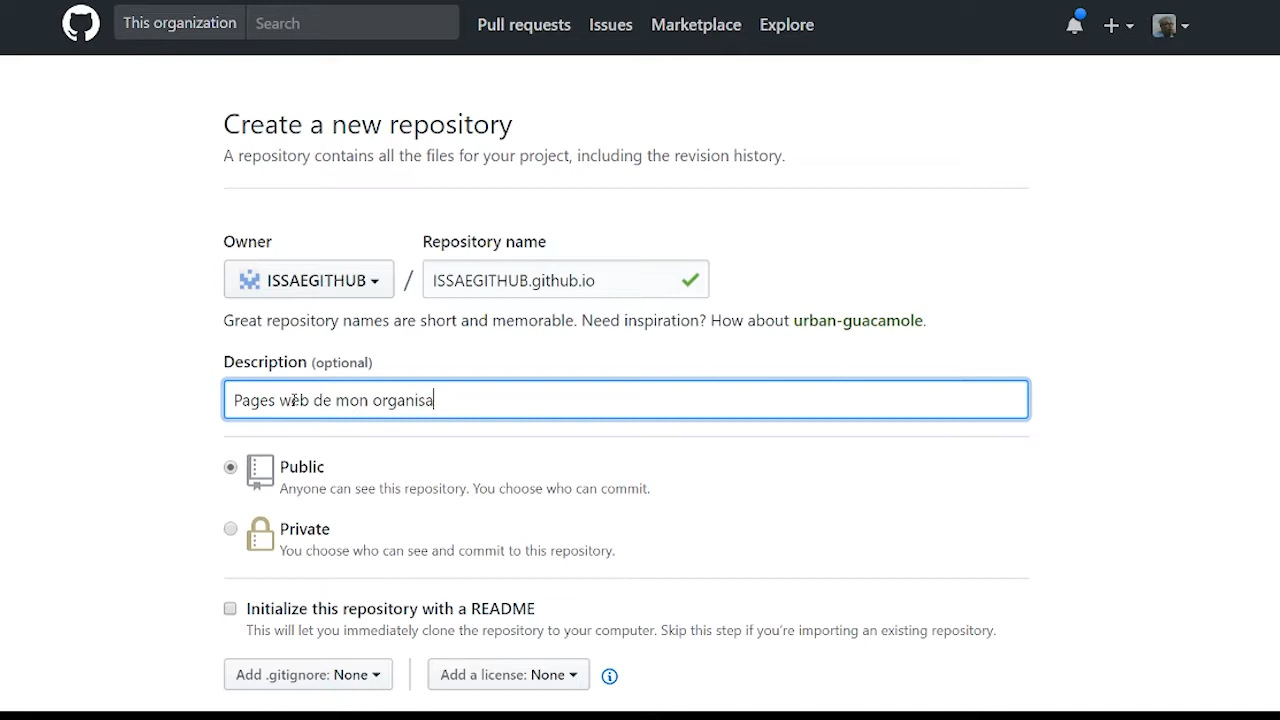 This organization Search Pull requests Issues Marketplace Explore
Create a new repository
A repository contains all the files for your project, including the revision history.
Owner Repository name
ISSAEGITHUB / ISSAEGITHUB.github.io
Great repository names are short and memorable. Need inspiration? How about urban-guacamole.
Description (optional)
Pages web de mon organisa
Public
Anyone can see this repository. You choose who can commit.
Private
You choose who can see and commit to this repository.
Initialize this repository with a README
This will let you immediately clone the repository to your computer. Skip this step if you’re importing an existing repository.
Add .gitignore: None Add a license: None